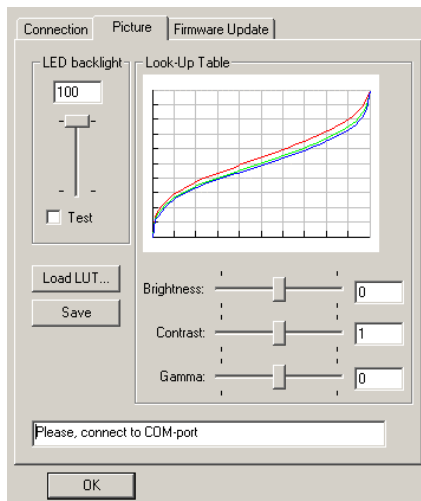 Connection Picture Firmware Update
LED backlight
100
Test
Load LUT...
Save
Look-Up Table
Brightness: 0
Contrast: 1
Gamma: 0
Please, connect to COM-port
OK